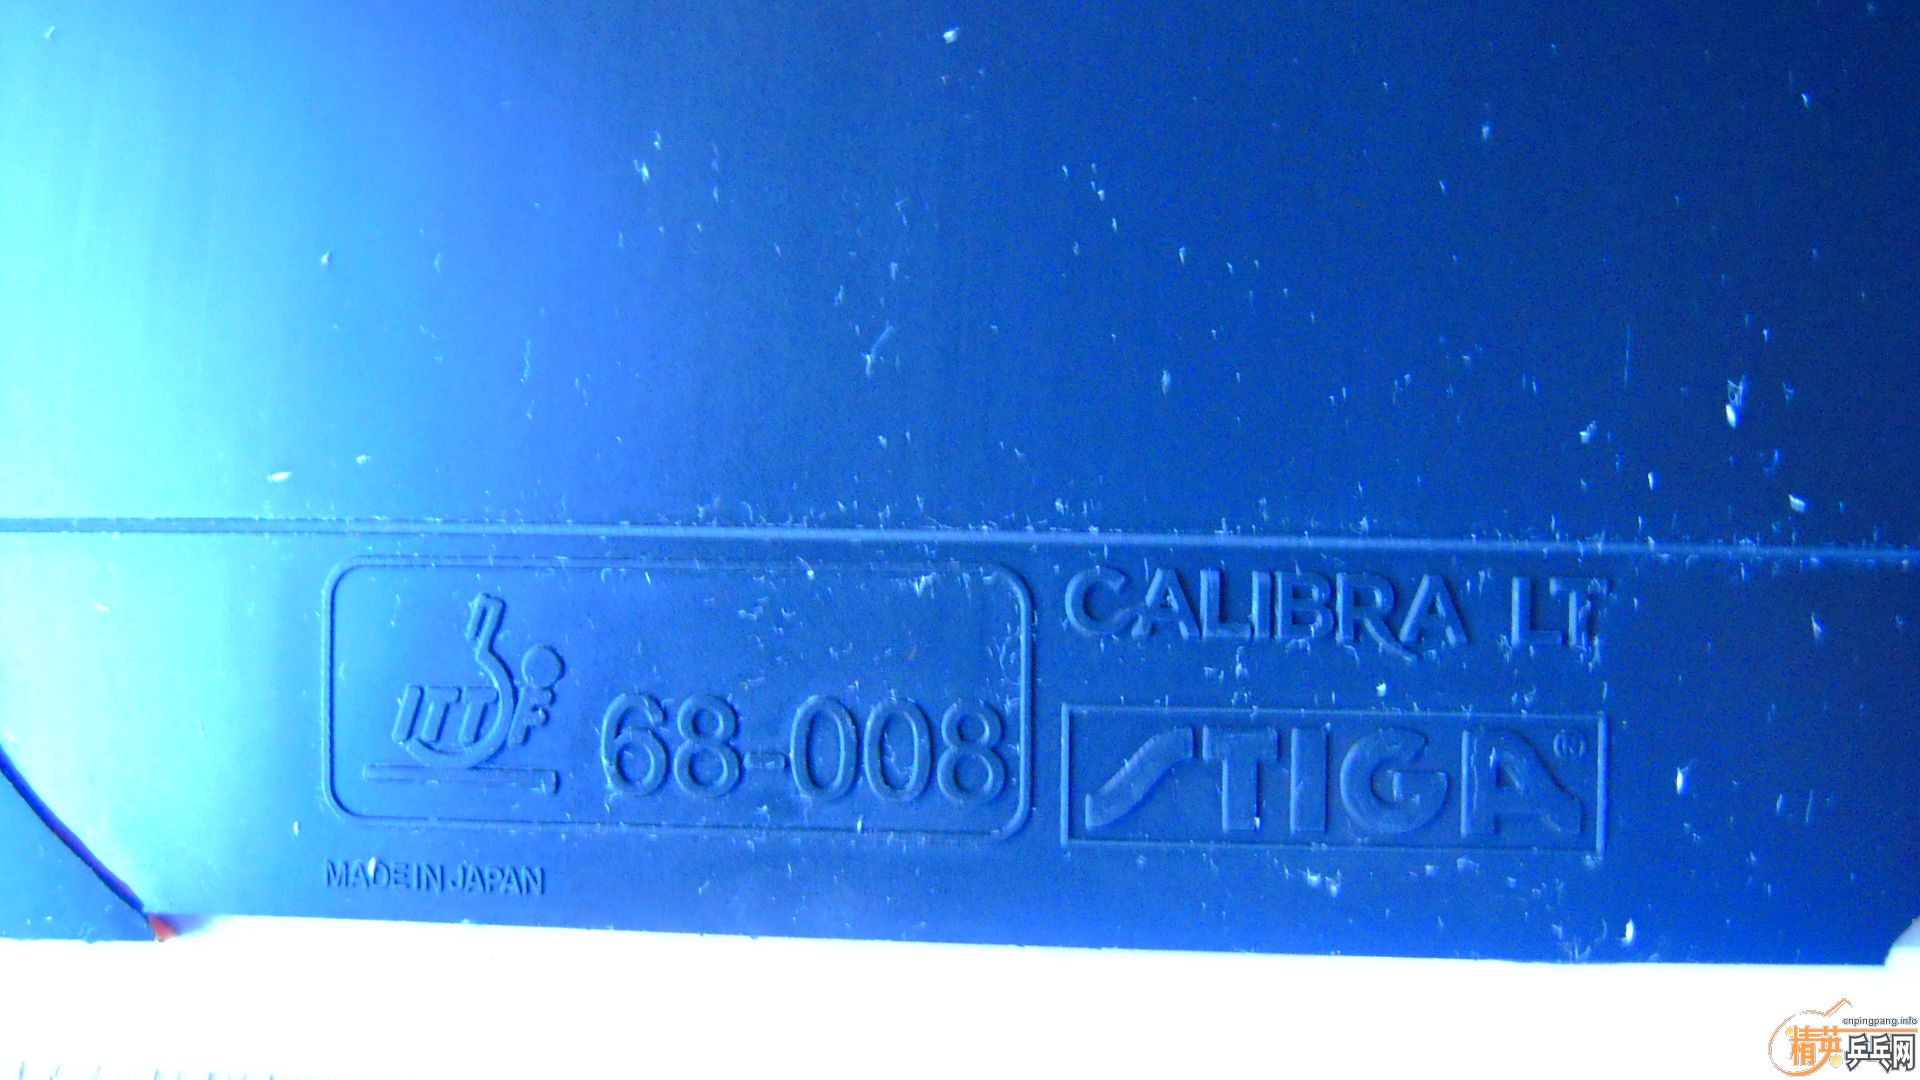 CALIBRA LT
ITTF
68-008
STIGA®
MADE IN JAPAN
cnpingpang.info
精英乒乓网